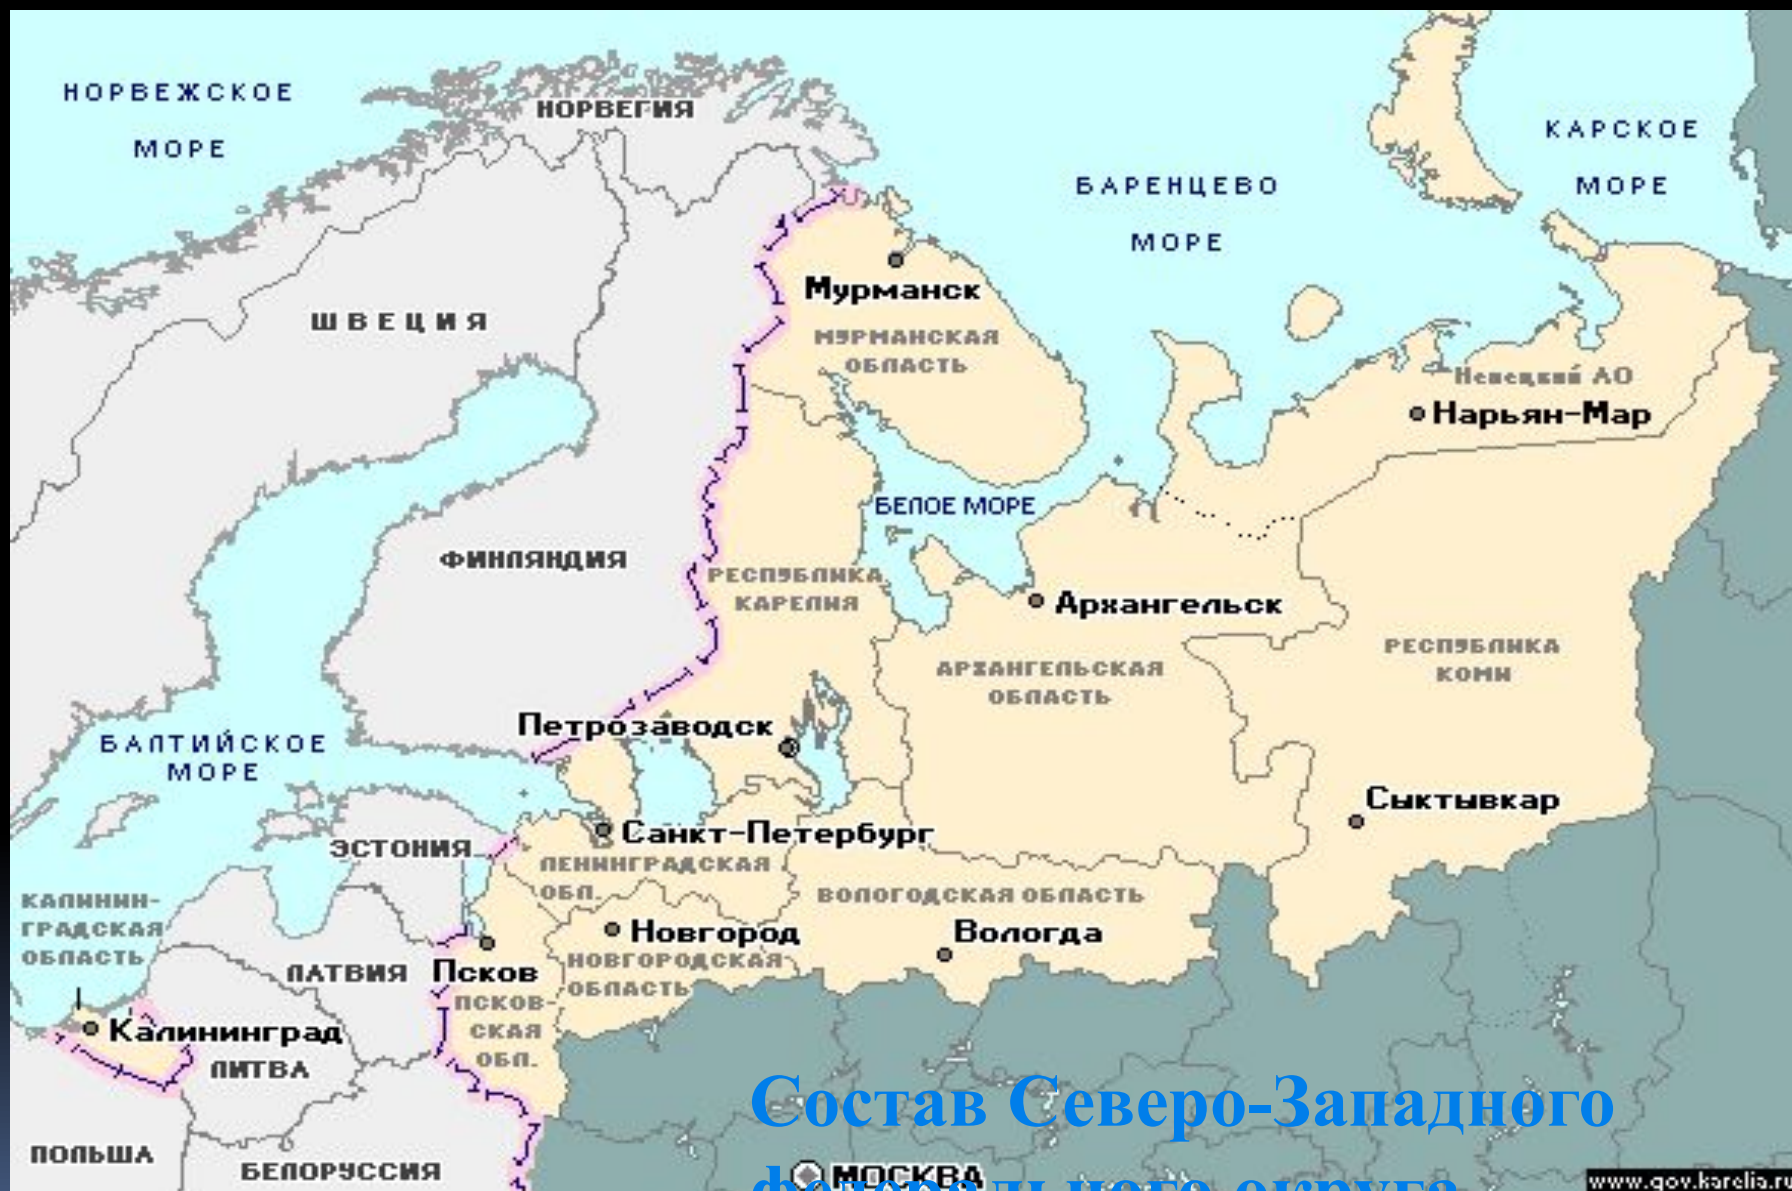 НОРВЕЖСКОЕ
МОРЕ
НОРВЕГИЯ
КАРСКОЕ
МОРЕ
БАРЕНЦЕВО
МОРЕ
Мурманск
МУРМАНСКАЯ
ОБЛАСТЬ
ШВЕЦИЯ
Ненецкий АО
Нарьян-Мар
БЕЛОЕ МОРЕ
ФИНЛЯНДИЯ
РЕСПУБЛИКА
КАРЕЛИЯ
Архангельск
АРХАНГЕЛЬСКАЯ
ОБЛАСТЬ
РЕСПУБЛИКА
КОМИ
Петрозаводск
БАЛТИЙСКОЕ
МОРЕ
Сыктывкар
Санкт-Петербург
ЭСТОНИЯ
ЛЕНИНГРАДСКАЯ
ОБЛ.
ВОЛОГОДСКАЯ ОБЛАСТЬ
КАЛИНИН-
ГРАДСКАЯ
ОБЛАСТЬ
Новгород
Вологда
НОВГОРОДСКАЯ
ОБЛАСТЬ
ЛАТВИЯ
Псков
ПСКОВ-
СКАЯ
ОБЛ.
Калининград
ЛИТВА
ПОЛЬША
БЕЛОРУССИЯ
Состав Северо-Западного
федерального округа
МОСКВА
www.gov.karelia.r